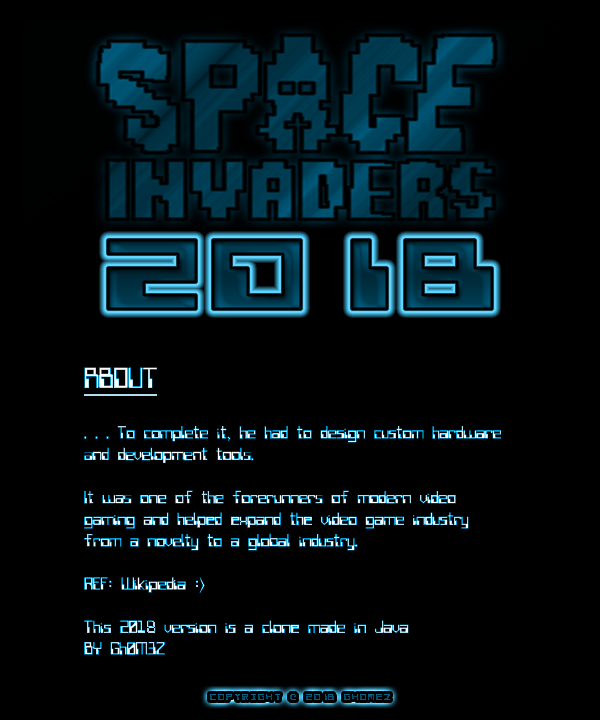 SPACE
INVADERS
2018
ABOUT
. . . To complete it, he had to design custom hardware
and development tools.
It was one of the forerunners of modern video
gaming and helped expand the video game industry
from a novelty to a global industry.
REF: Wikipedia :)
This 2018 version is a clone made in Java
BY Gh0M3Z
COPYRIGHT © 2018 GHOMEZ